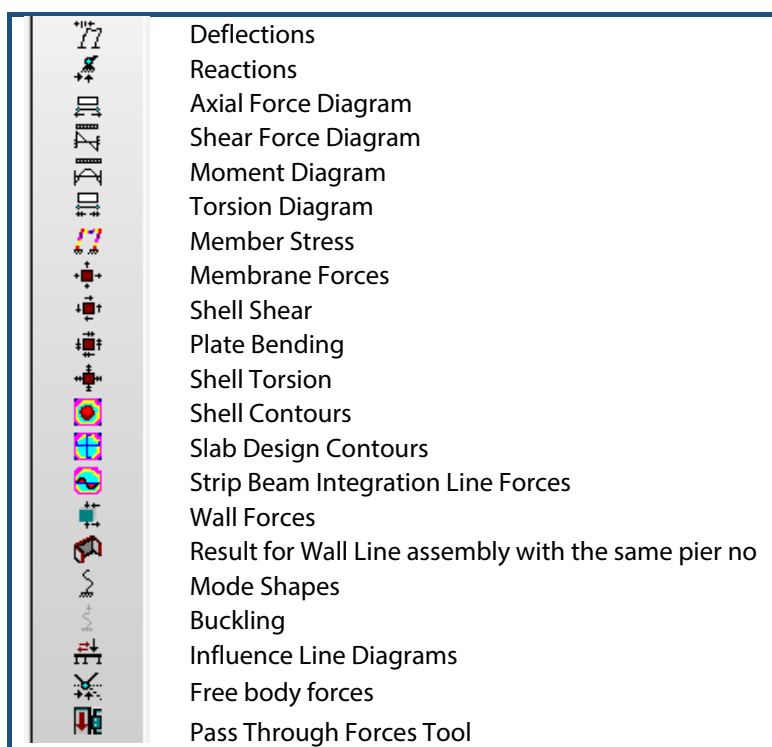 Deflections
Reactions
Axial Force Diagram
Shear Force Diagram
Moment Diagram
Torsion Diagram
Member Stress
Membrane Forces
Shell Shear
Plate Bending
Shell Torsion
Shell Contours
Slab Design Contours
Strip Beam Integration Line Forces
Wall Forces
Result for Wall Line assembly with the same pier no
Mode Shapes
Buckling
Influence Line Diagrams
Free body forces
Pass Through Forces Tool